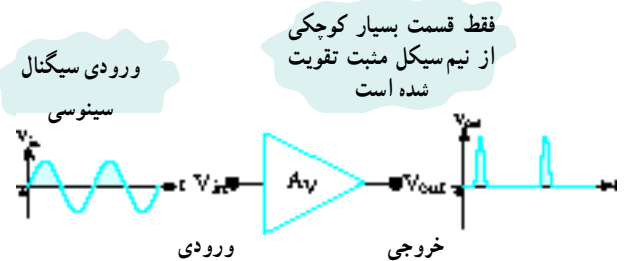 فقط قسمت بسیار کوچکی
از نیم سیکل مثبت تقویت
شده است
ورودی سیگنال
سینوسی
Vin
Vout
t Vin Av Vout t
ورودی
خروجی